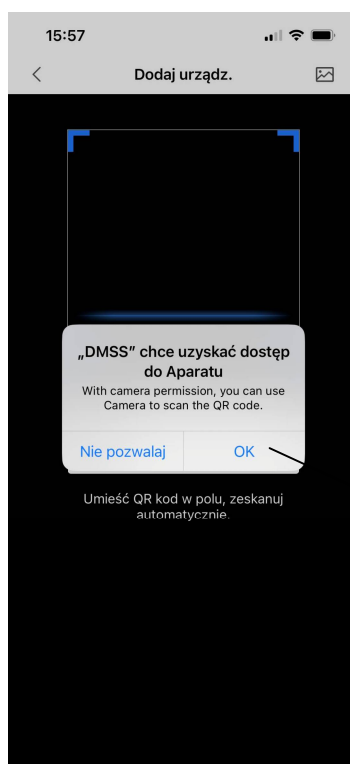 15:57
Dodaj urządz.
„DMSS” chce uzyskać dostęp
do Aparatu
With camera permission, you can use
Camera to scan the QR code.
Nie pozwalaj
OK
Umieść QR kod w polu, zeskanuj
automatycznie.